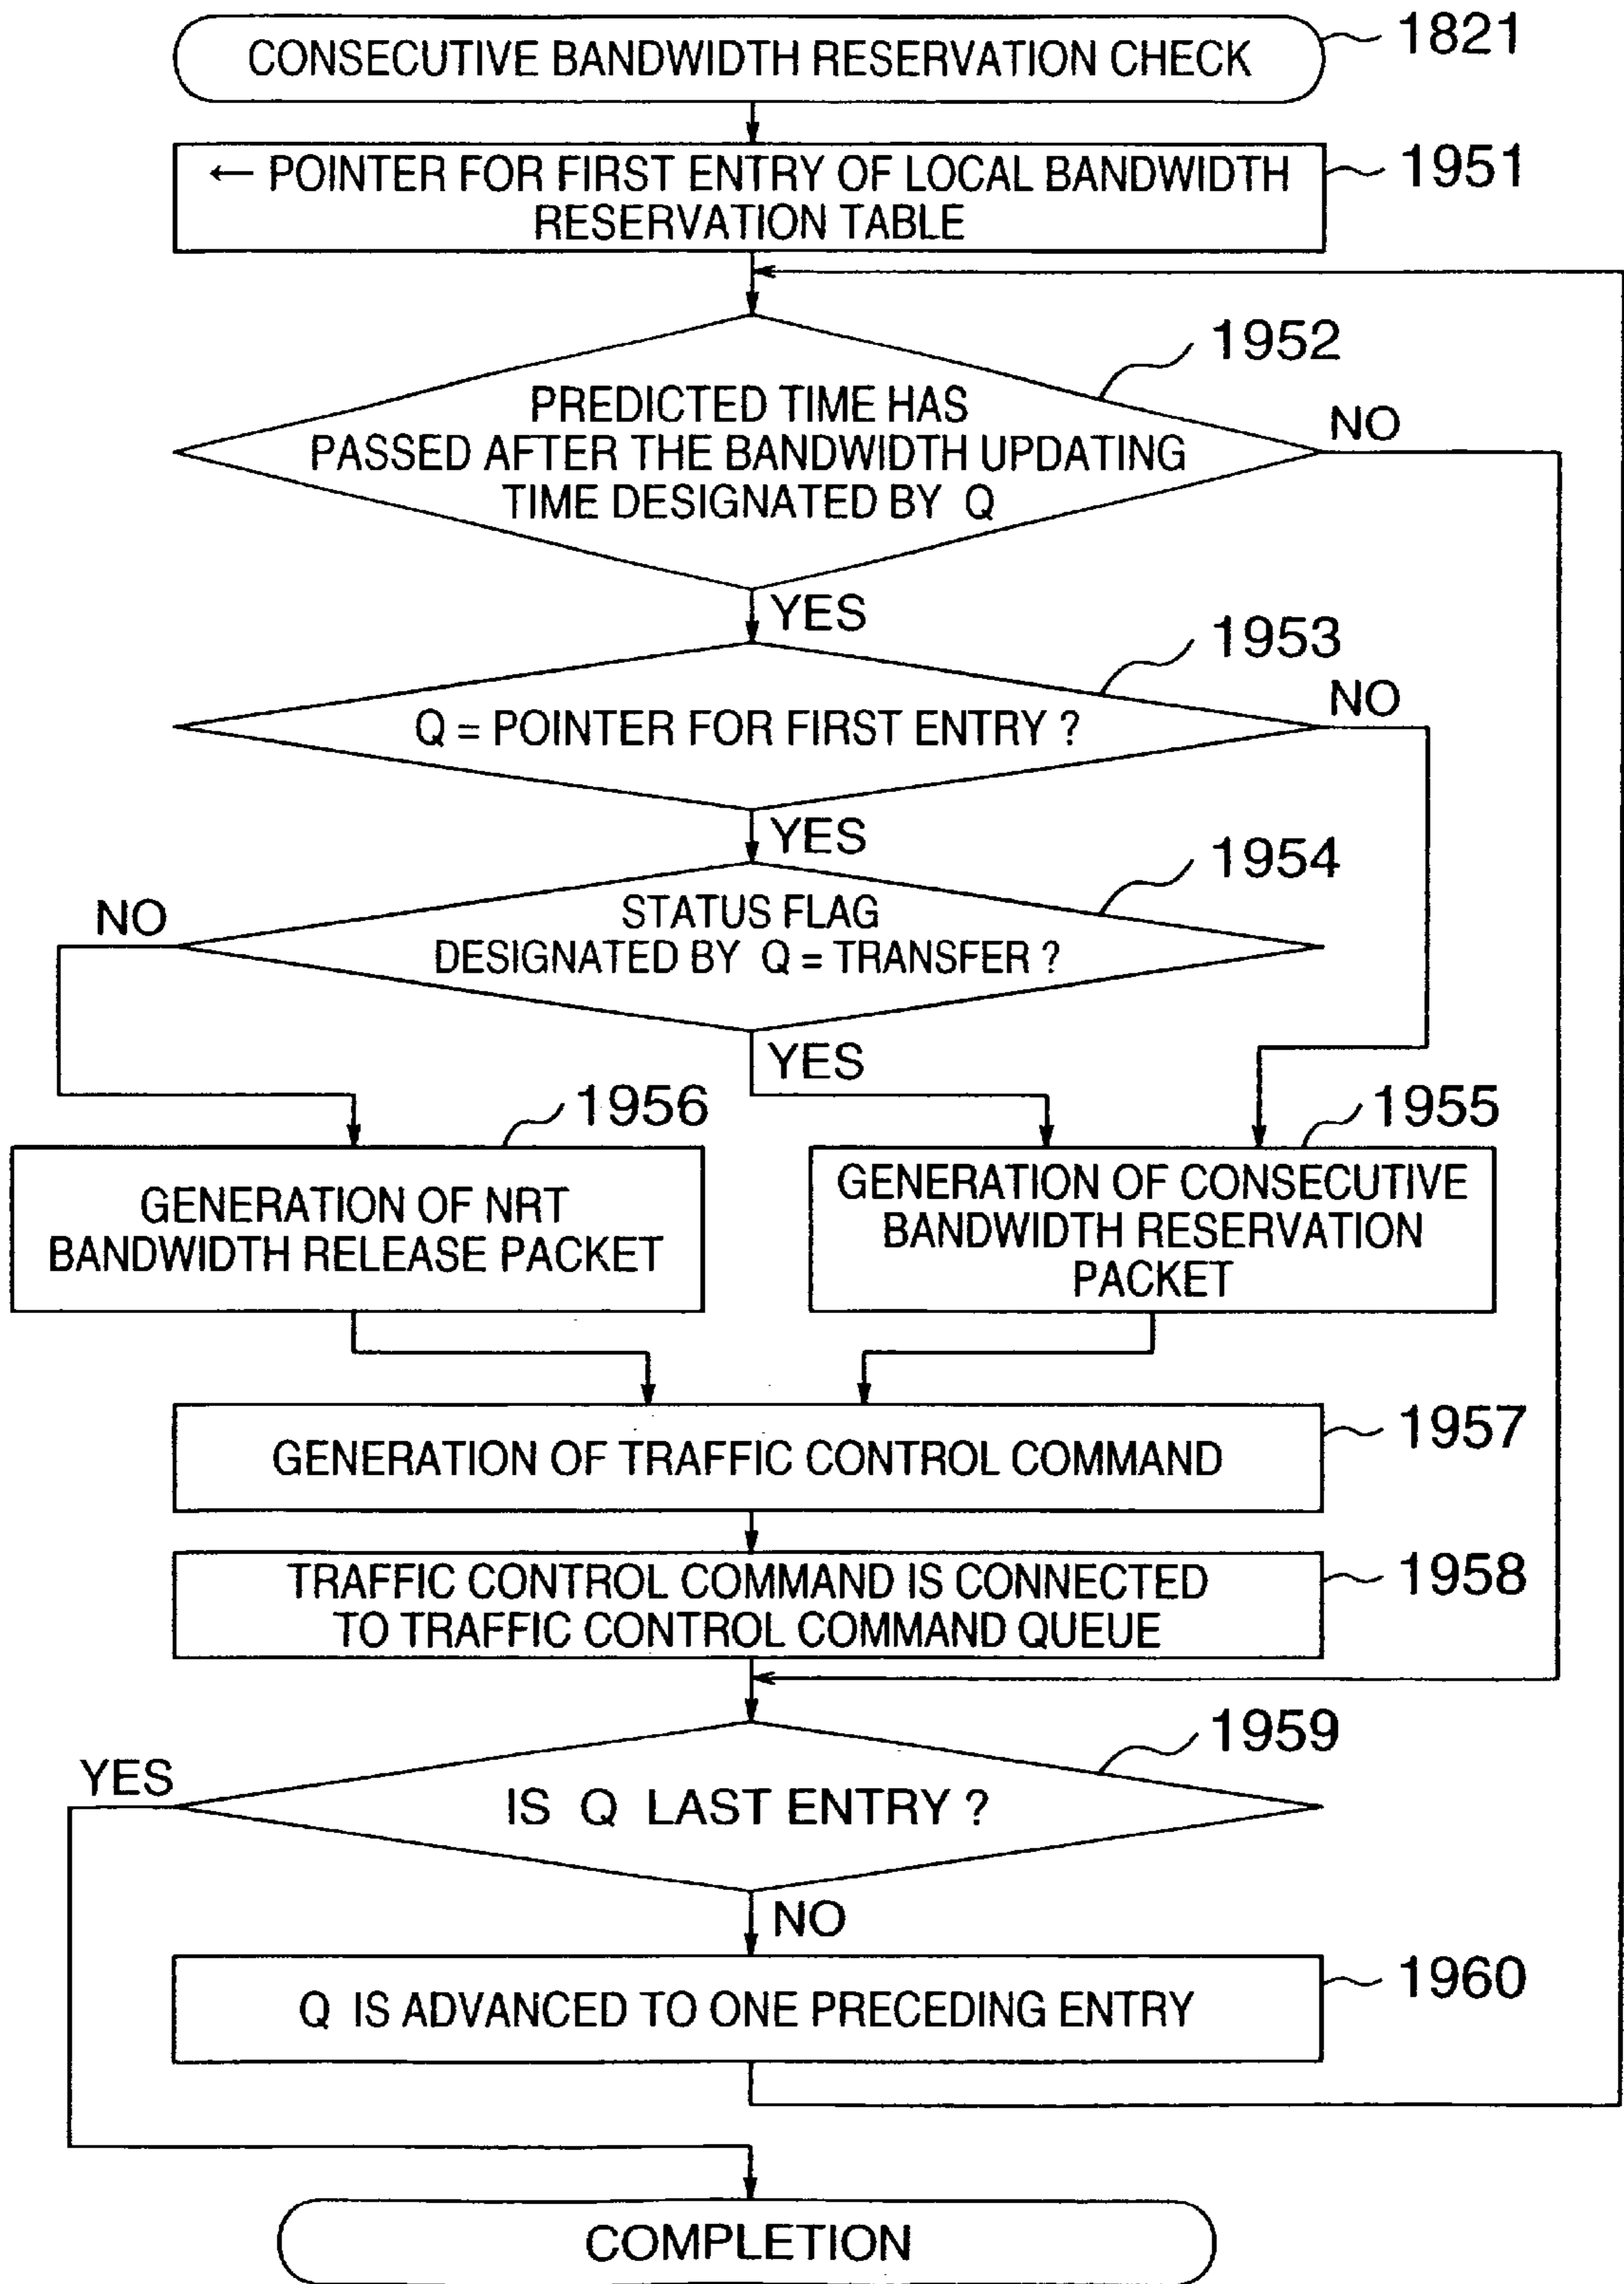 CONSECUTIVE BANDWIDTH RESERVATION CHECK
1821
← POINTER FOR FIRST ENTRY OF LOCAL BANDWIDTH
RESERVATION TABLE
1951
1952
PREDICTED TIME HAS
PASSED AFTER THE BANDWIDTH UPDATING
TIME DESIGNATED BY Q
NO
YES
1953
Q = POINTER FOR FIRST ENTRY ?
NO
YES
1954
STATUS FLAG
DESIGNATED BY Q = TRANSFER ?
NO
YES
1956
GENERATION OF NRT
BANDWIDTH RELEASE PACKET
1955
GENERATION OF CONSECUTIVE
BANDWIDTH RESERVATION
PACKET
GENERATION OF TRAFFIC CONTROL COMMAND
1957
TRAFFIC CONTROL COMMAND IS CONNECTED
TO TRAFFIC CONTROL COMMAND QUEUE
1958
1959
YES
IS Q LAST ENTRY ?
NO
Q IS ADVANCED TO ONE PRECEDING ENTRY
1960
COMPLETION